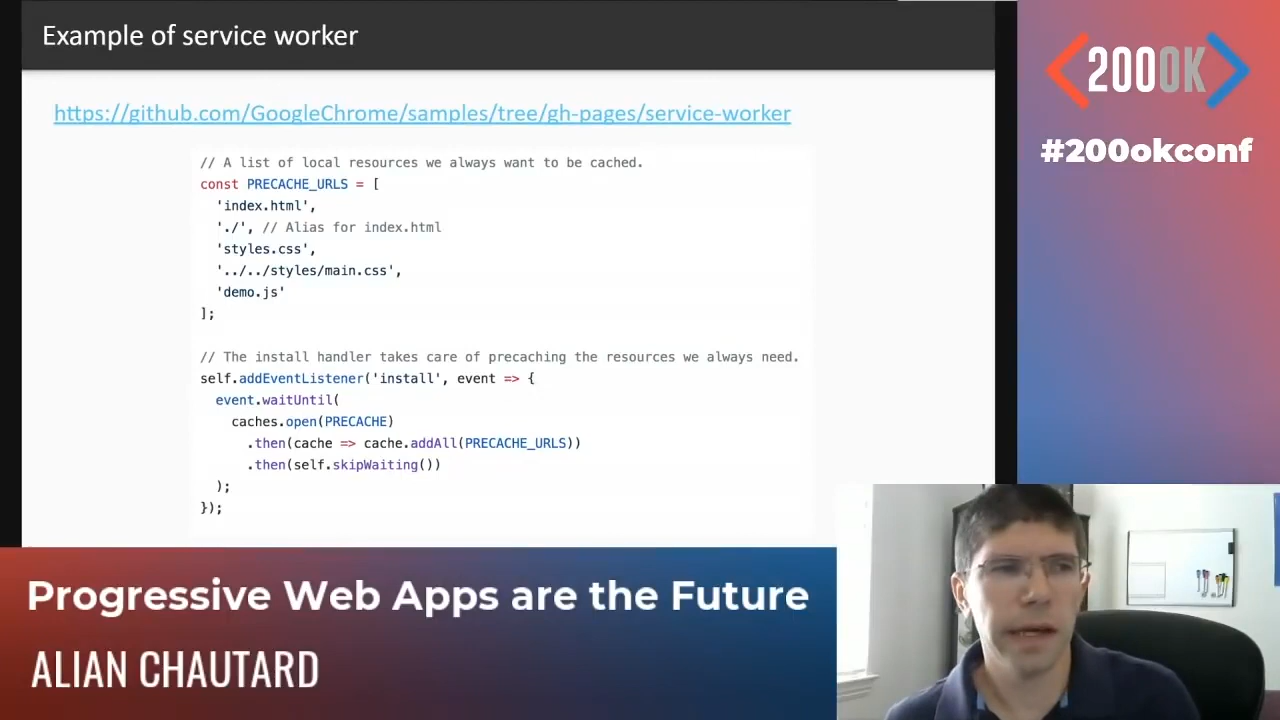 Example of service worker
https://github.com/GoogleChrome/samples/tree/gh-pages/service-worker
// A list of local resources we always want to be cached.
const PRECACHE_URLS = [
'index.html',
'./', // Alias for index.html
'styles.css',
'../../styles/main.css',
'demo.js'
];
// The install handler takes care of precaching the resources we always need.
self.addEventListener('install', event => {
event.waitUntil(
caches.open(PRECACHE)
.then(cache => cache.addAll(PRECACHE_URLS))
.then(self.skipWaiting())
);
});
<200OK>
#200okconf
Progressive Web Apps are the Future
ALIAN CHAUTARD